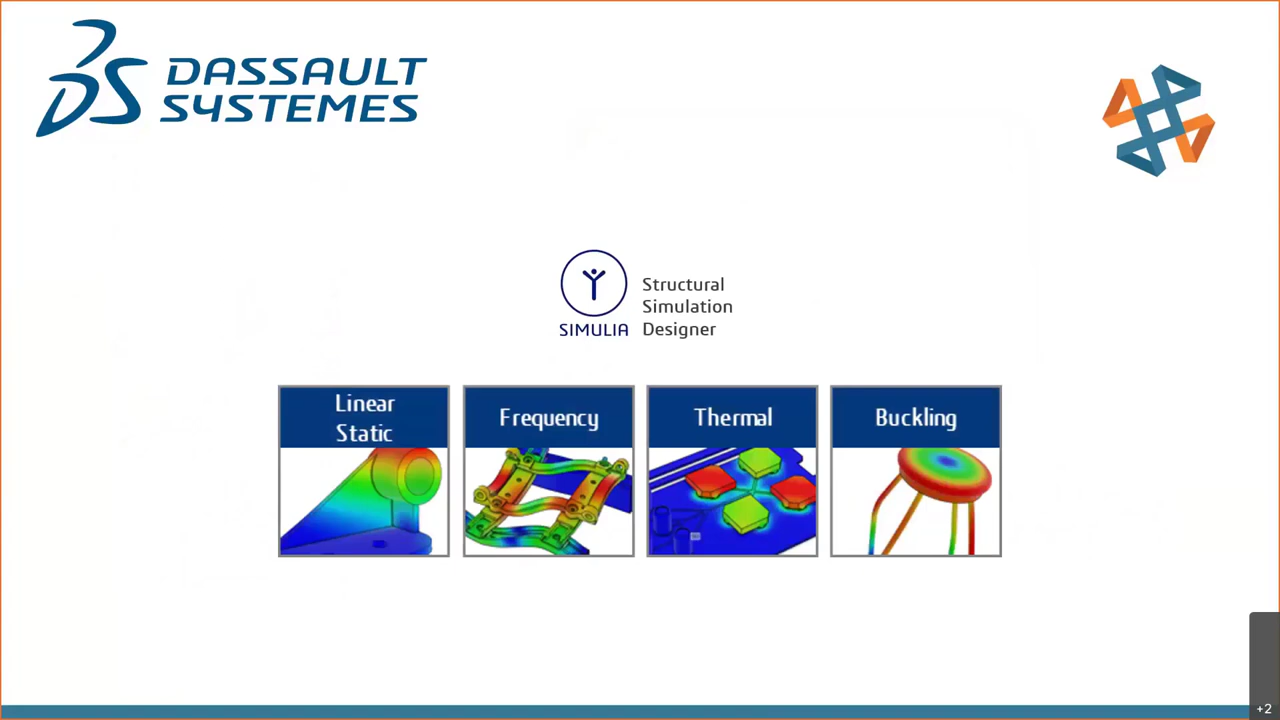 DASSAULT
SYSTEMES
Structural
Simulation
SIMULIA Designer
Linear
Static
Frequency
Thermal
Buckling
+2